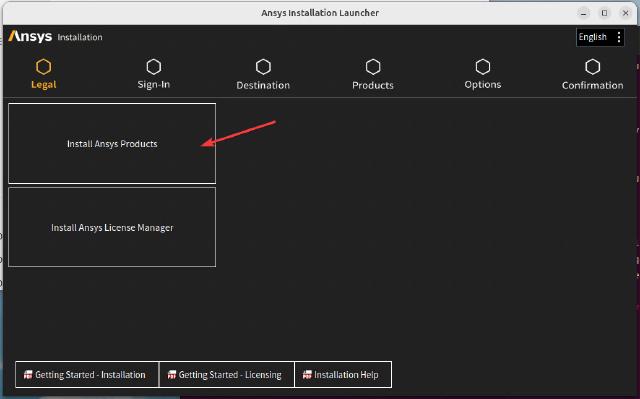 Ansys Installation Launcher
Ansys Installation
English
Legal
Sign-In
Destination
Products
Options
Confirmation
Install Ansys Products
Install Ansys License Manager
Getting Started - Installation
Getting Started - Licensing
Installation Help